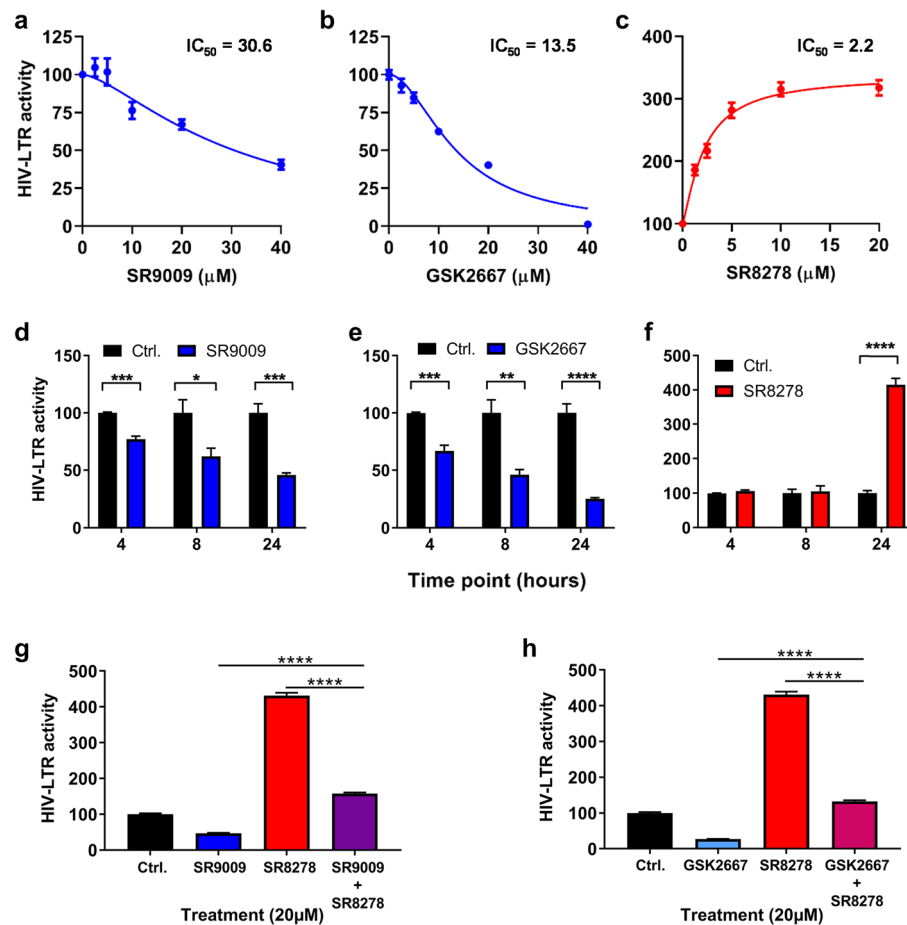 a
b
c
IC50 = 30.6
IC50 = 13.5
IC50 = 2.2
HIV-LTR activity
125
100
75
50
25
0
0 10 20 30 40
SR9009 (μM)
125
100
75
50
25
0
0 10 20 30 40
GSK2667 (μM)
400
300
200
100
0 5 10 15 20
SR8278 (μM)
d
e
f
Ctrl. SR9009
HIV-LTR activity
150
100
50
0
*** * ***
4 8 24
Ctrl. GSK2667
150
100
50
0
*** ** ****
4 8 24
Ctrl.
SR8278
500
400
300
200
100
0
****
4 8 24
Time point (hours)
g
h
HIV-LTR activity
500
400
300
200
100
0
****
****
Ctrl. SR9009 SR8278 SR9009
+
SR8278
Treatment (20μM)
HIV-LTR activity
500
400
300
200
100
0
****
****
Ctrl. GSK2667 SR8278 GSK2667
+
SR8278
Treatment (20μM)